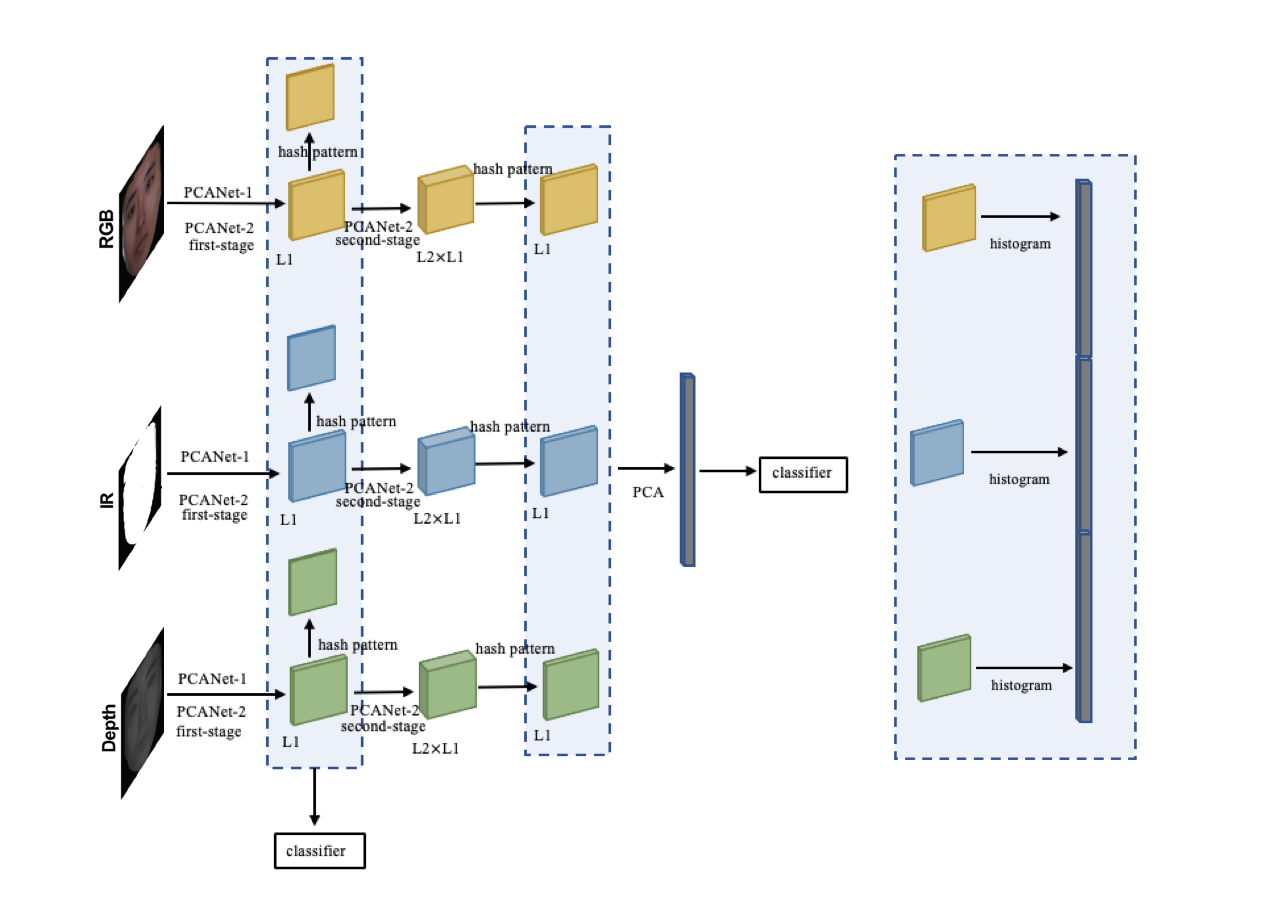 hash pattern
PCANet-1
RGB
PCANet-2
first-stage
L1
PCANet-2
second-stage
L2×L1
hash pattern
L1
hash pattern
PCANet-1
IR
PCANet-2
first-stage
L1
PCANet-2
second-stage
L2×L1
hash pattern
L1
PCA
classifier
hash pattern
PCANet-1
Depth
PCANet-2
first-stage
L1
PCANet-2
second-stage
L2×L1
hash pattern
L1
classifier
histogram
histogram
histogram